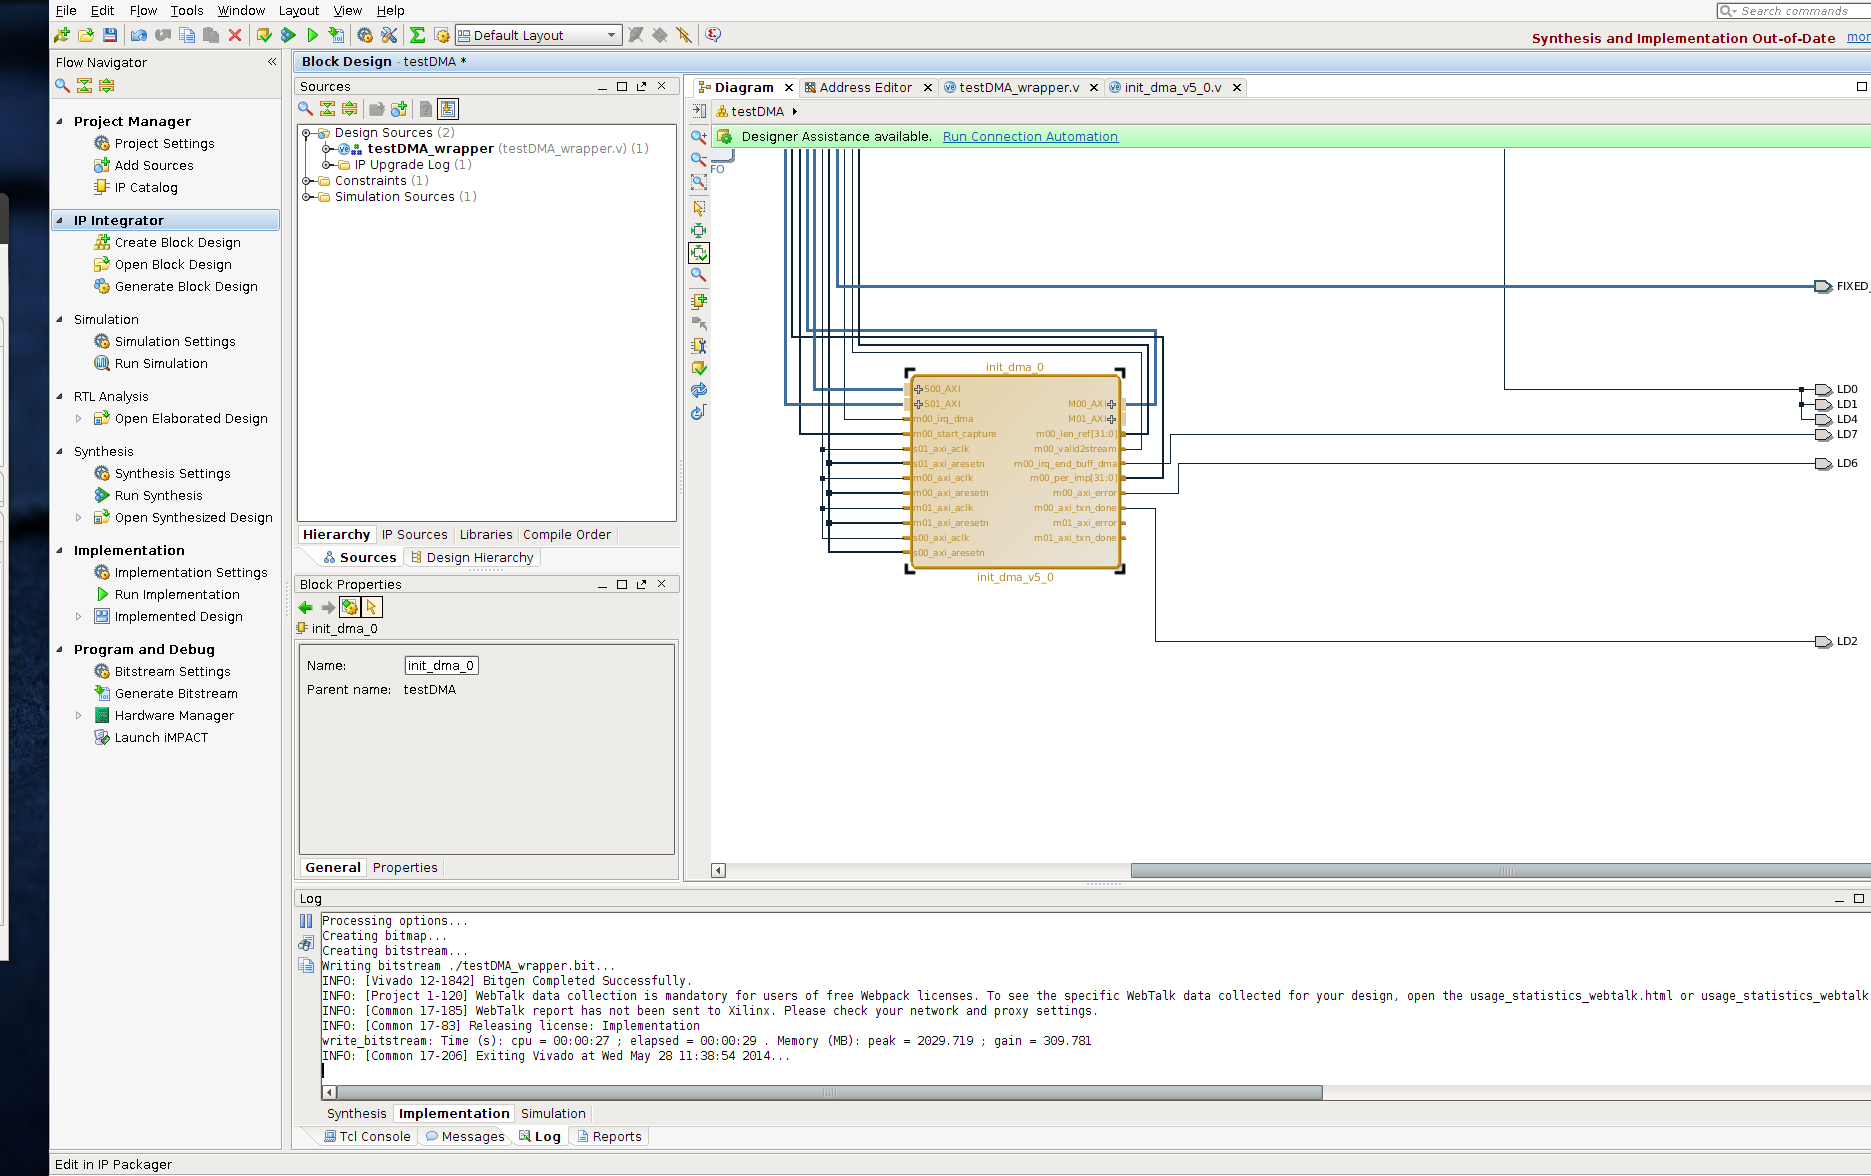 File Edit Flow Tools Window Layout View Help
Search commands
Default Layout
Synthesis and Implementation Out-of-Date
Flow Navigator
Project Manager
Project Settings
Add Sources
IP Catalog
IP Integrator
Create Block Design
Open Block Design
Generate Block Design
Simulation
Simulation Settings
Run Simulation
RTL Analysis
Open Elaborated Design
Synthesis
Synthesis Settings
Run Synthesis
Open Synthesized Design
Implementation
Implementation Settings
Run Implementation
Implemented Design
Program and Debug
Bitstream Settings
Generate Bitstream
Hardware Manager
Launch iMPACT
Block Design - testDMA *
Sources
Design Sources (2)
testDMA_wrapper (testDMA_wrapper.v) (1)
IP Upgrade Log (1)
Constraints (1)
Simulation Sources (1)
Hierarchy IP Sources Libraries Compile Order
Sources Design Hierarchy
Block Properties
init_dma_0
Name: init_dma_0
Parent name: testDMA
General Properties
Diagram Address Editor testDMA_wrapper.v init_dma_v5_0.v
testDMA
Designer Assistance available. Run Connection Automation
FO
FIXED_
init_dma_0
S00_AXI
S01_AXI
m00_irq_dma
m00_start_capture
s01_axi_aclk
s01_axi_aresetn
m00_axi_aclk
m00_axi_aresetn
m01_axi_aclk
m01_axi_aresetn
s00_axi_aclk
s00_axi_aresetn
M00_AXI
M01_AXI
m00_len_ref[31:0]
m00_valid2stream
m00_irq_end_buff_dma
m00_per_imp[31:0]
m00_axi_error
m00_axi_txn_done
m01_axi_error
m01_axi_txn_done
init_dma_v5_0
LD0
LD1
LD4
LD7
LD6
LD2
Log
Processing options...
Creating bitmap...
Creating bitstream...
Writing bitstream ./testDMA_wrapper.bit...
INFO: [Vivado 12-1842] Bitgen Completed Successfully.
INFO: [Project 1-120] WebTalk data collection is mandatory for users of free Webpack licenses. To see the specific WebTalk data collected for your design, open the usage_statistics_webtalk.html or usage_statistics_webtalk
INFO: [Common 17-185] WebTalk report has not been sent to Xilinx. Please check your network and proxy settings.
INFO: [Common 17-83] Releasing license: Implementation
write_bitstream: Time (s): cpu = 00:00:27 ; elapsed = 00:00:29 . Memory (MB): peak = 2029.719 ; gain = 309.781
INFO: [Common 17-206] Exiting Vivado at Wed May 28 11:38:54 2014...
Synthesis Implementation Simulation
Tcl Console Messages Log Reports
Edit in IP Packager